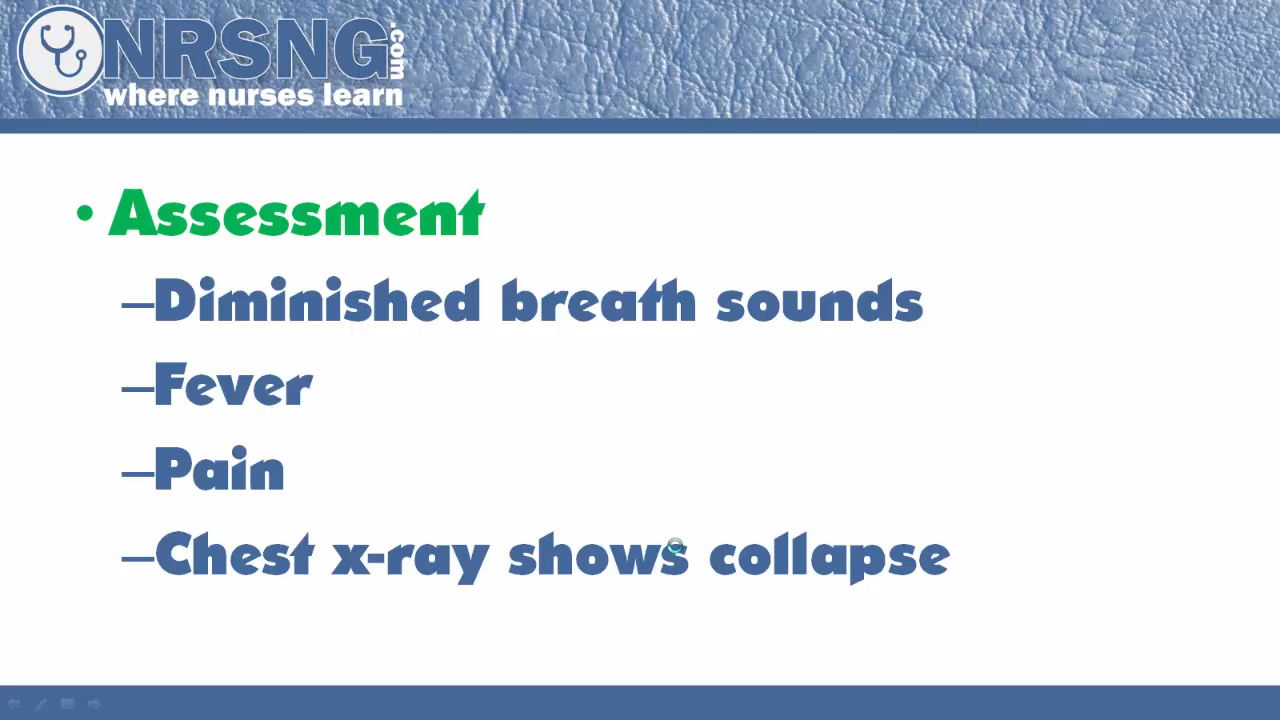 NRSNG.com
where nurses learn
• Assessment
–Diminished breath sounds
–Fever
–Pain
–Chest x-ray shows collapse